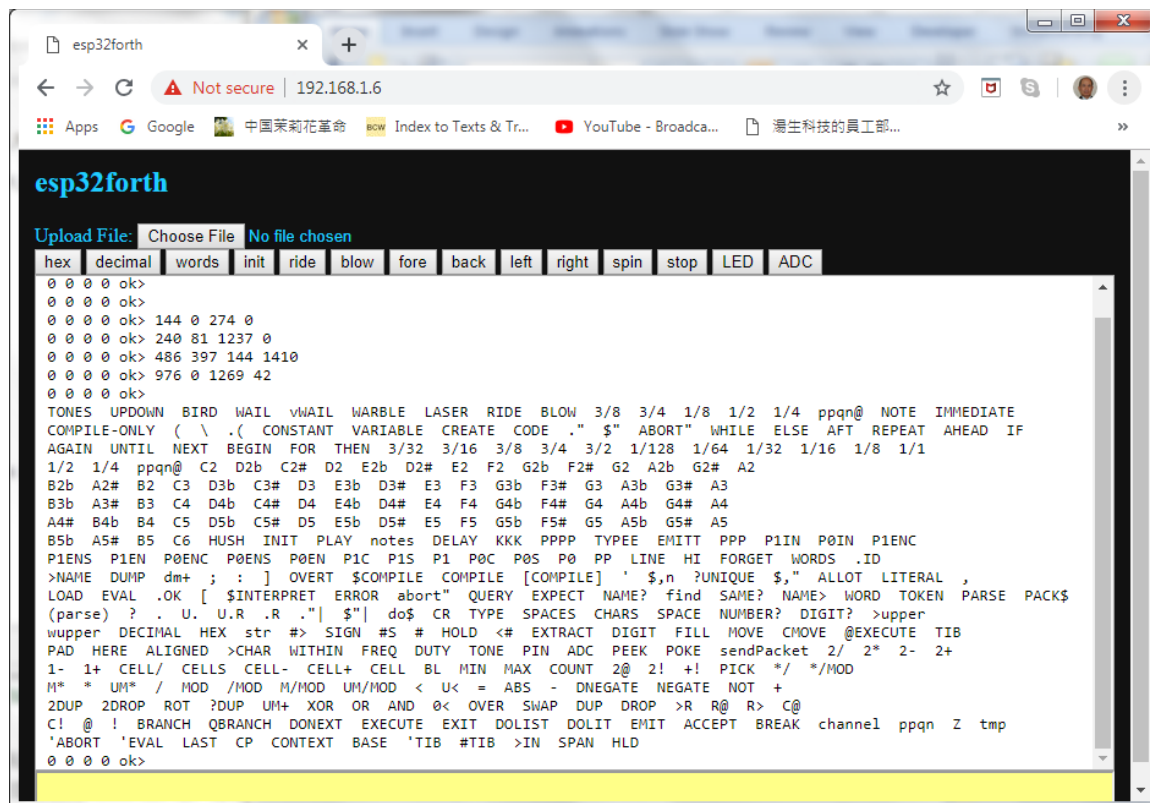 esp32forth
Not secure 192.168.1.6
Apps Google 中国茉莉花革命 BCW Index to Texts & Tr... YouTube - Broadca... 湯生科技的員工部... »
esp32forth
Upload File: Choose File No file chosen
hex decimal words init ride blow fore back left right spin stop LED ADC
0 0 0 0 ok>
0 0 0 0 ok>
0 0 0 0 ok> 144 0 274 0
0 0 0 0 ok> 240 81 1237 0
0 0 0 0 ok> 486 397 144 1410
0 0 0 0 ok> 976 0 1269 42
0 0 0 0 ok>
TONES UPDOWN BIRD WAIL vWAIL WARBLE LASER RIDE BLOW 3/8 3/4 1/8 1/2 1/4 ppqn@ NOTE IMMEDIATE
COMPILE-ONLY ( \ .( CONSTANT VARIABLE CREATE CODE ." $" ABORT" WHILE ELSE AFT REPEAT AHEAD IF
AGAIN UNTIL NEXT BEGIN FOR THEN 3/32 3/16 3/8 3/4 3/2 1/128 1/64 1/32 1/16 1/8 1/1
1/2 1/4 ppqn@ C2 D2b C2# D2 E2b D2# E2 F2 G2b F2# G2 A2b G2# A2
B2b A2# B2 C3 D3b C3# D3 E3b D3# E3 F3 G3b F3# G3 A3b G3# A3
B3b A3# B3 C4 D4b C4# D4 E4b D4# E4 F4 G4b F4# G4 A4b G4# A4
A4# B4b B4 C5 D5b C5# D5 E5b D5# E5 F5 G5b F5# G5 A5b G5# A5
B5b A5# B5 C6 HUSH INIT PLAY notes DELAY KKK PPPP TYPEE EMITT PPP P1IN P0IN P1ENC
P1ENS P1EN P0ENC P0ENS P0EN P1C P1S P1 P0C P0S P0 PP LINE HI FORGET WORDS .ID
>NAME DUMP dm+ ; : ] OVERT $COMPILE COMPILE [COMPILE] ' $,n ?UNIQUE $," ALLOT LITERAL ,
LOAD EVAL .OK [ $INTERPRET ERROR abort" QUERY EXPECT NAME? find SAME? NAME> WORD TOKEN PARSE PACK$
(parse) ? . U. U.R .R ."| $"| do$ CR TYPE SPACES CHARS SPACE NUMBER? DIGIT? >upper
wupper DECIMAL HEX str #> SIGN #S # HOLD <# EXTRACT DIGIT FILL MOVE CMOVE @EXECUTE TIB
PAD HERE ALIGNED >CHAR WITHIN FREQ DUTY TONE PIN ADC PEEK POKE sendPacket 2/ 2* 2- 2+
1- 1+ CELL/ CELLS CELL- CELL+ CELL BL MIN MAX COUNT 2@ 2! +! PICK */ */MOD
M* * UM* / MOD /MOD M/MOD UM/MOD < U< = ABS - DNEGATE NEGATE NOT +
2DUP 2DROP ROT ?DUP UM+ XOR OR AND 0< OVER SWAP DUP DROP >R R@ R> C@
C! @ ! BRANCH QBRANCH DONEXT EXECUTE EXIT DOLIST DOLIT EMIT ACCEPT BREAK channel ppqn Z tmp
'ABORT 'EVAL LAST CP CONTEXT BASE 'TIB #TIB >IN SPAN HLD
0 0 0 0 ok>